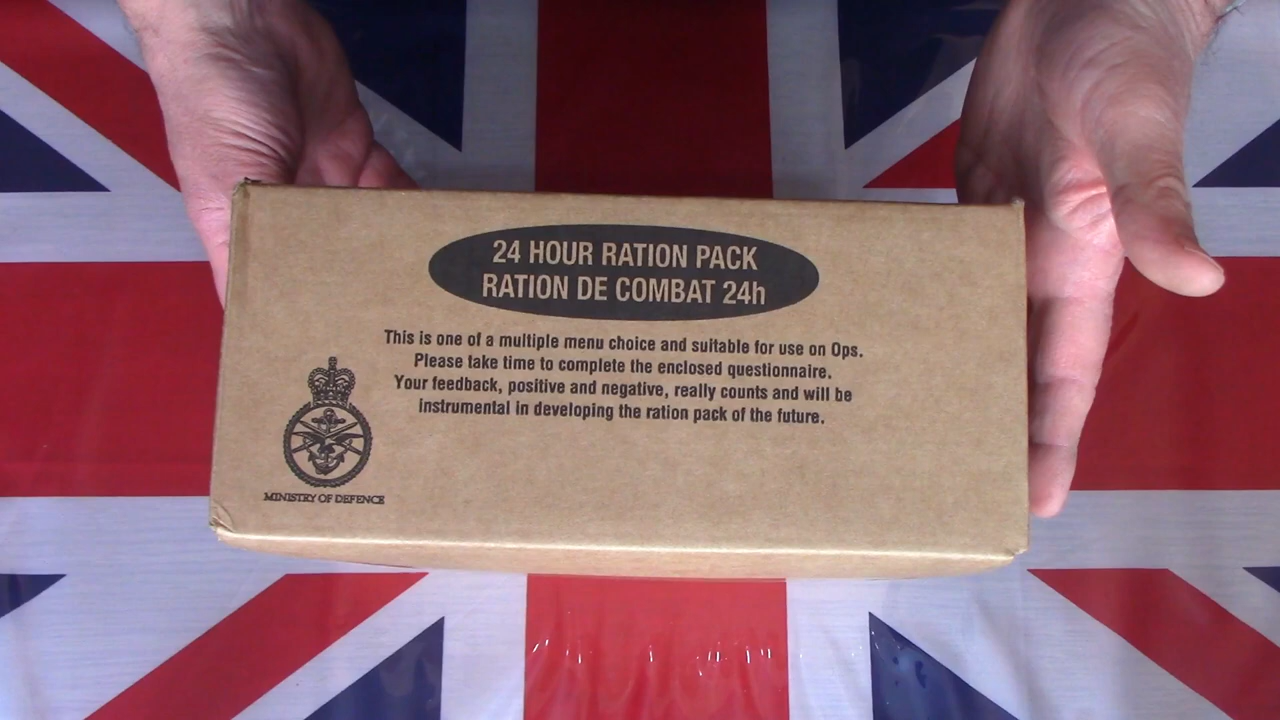 24 HOUR RATION PACK
RATION DE COMBAT 24h
This is one of a multiple menu choice and suitable for use on Ops.
Please take time to complete the enclosed questionnaire.
Your feedback, positive and negative, really counts and will be
instrumental in developing the ration pack of the future.
MINISTRY OF DEFENCE